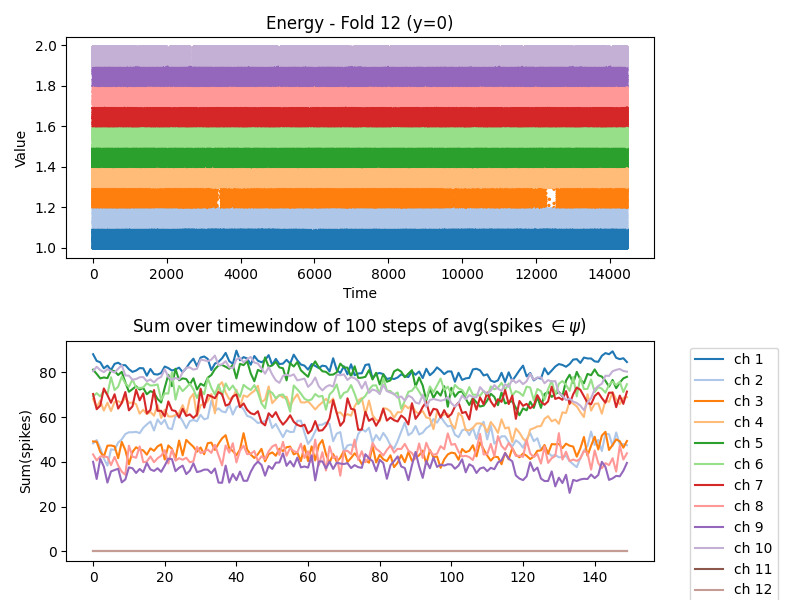 Energy - Fold 12 (y=0)
Value
2.0
1.8
1.6
1.4
1.2
1.0
0 2000 4000 6000 8000 10000 12000 14000
Time
Sum over timewindow of 100 steps of avg(spikes ∈ ψ)
Sum(spikes)
80
60
40
20
0
0 20 40 60 80 100 120 140
ch 1
ch 2
ch 3
ch 4
ch 5
ch 6
ch 7
ch 8
ch 9
ch 10
ch 11
ch 12